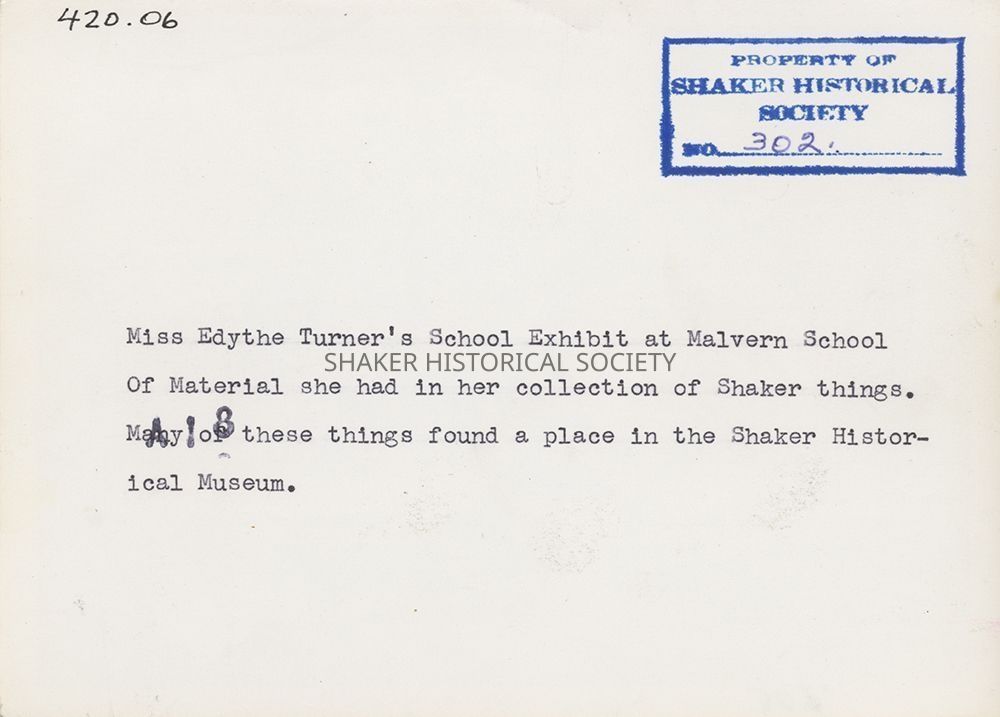 420.06
PROPERTY OF
SHAKER HISTORICAL
SOCIETY
NO. 302.
Miss Edythe Turner's School Exhibit at Malvern School
SHAKER HISTORICAL SOCIETY
Of Material she had in her collection of Shaker things.
Many of these things found a place in the Shaker Histor-
ical Museum.